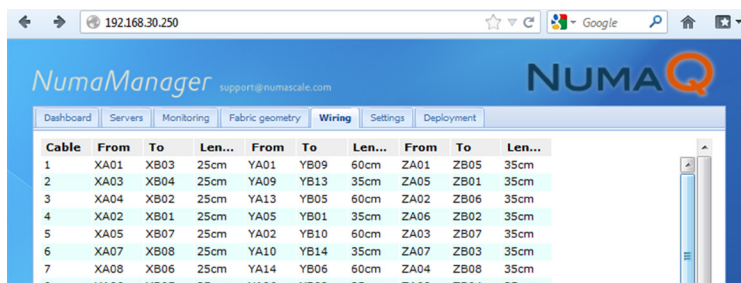 192.168.30.250 Google
NumaManager support@numascale.com NUMAQ
Dashboard Servers Monitoring Fabric geometry Wiring Settings Deployment
Cable From To Len... From To Len... From To Len...
1 XA01 XB03 25cm YA01 YB09 60cm ZA01 ZB05 35cm
2 XA03 XB04 25cm YA09 YB13 35cm ZA05 ZB01 35cm
3 XA04 XB02 25cm YA13 YB05 60cm ZA02 ZB06 35cm
4 XA02 XB01 25cm YA05 YB01 35cm ZA06 ZB02 35cm
5 XA05 XB07 25cm YA02 YB10 60cm ZA03 ZB07 35cm
6 XA07 XB08 25cm YA10 YB14 35cm ZA07 ZB03 35cm
7 XA08 XB06 25cm YA14 YB06 60cm ZA04 ZB08 35cm